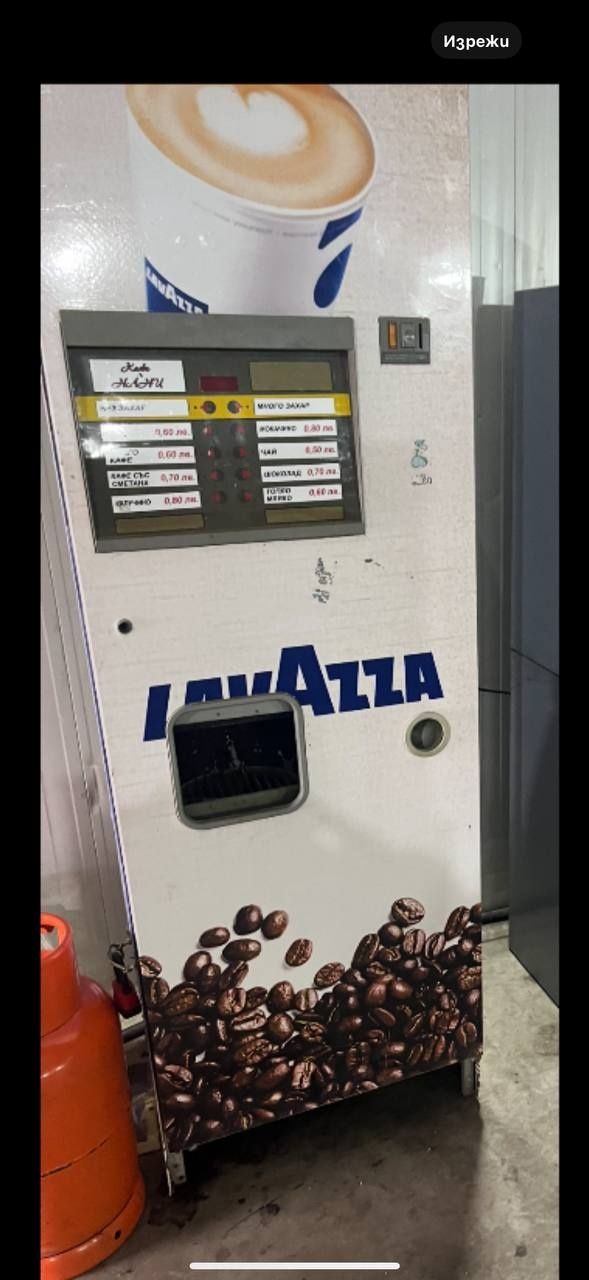 Изрежи
LAVAZZA
Кафе
НАНИ
МНОГО ЗАХАР
0,60 лв.
КАФЕ 0,60 лв.
КАФЕ СЪС
СМЕТАНА 0,70 лв.
0,80 лв.
0,80 лв.
ЧАЙ 0,50 лв.
ШОКОЛАД 0,70 лв.
ТОПЛО
МЛЯКО 0,60 лв.
LAVAZZA